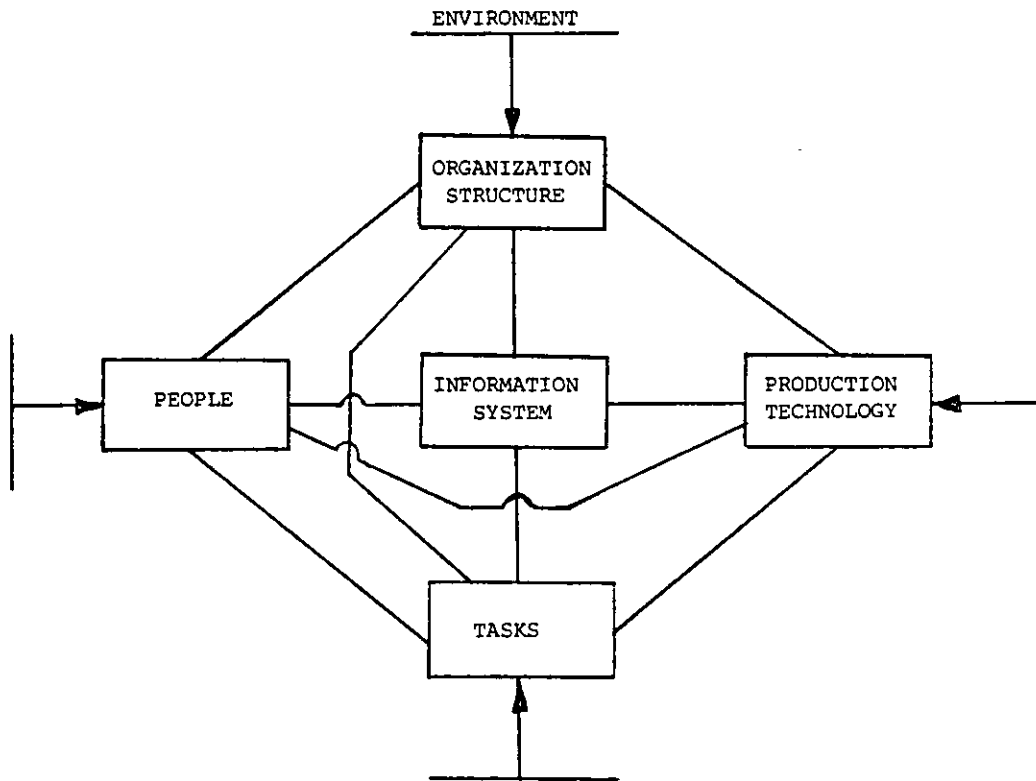 ENVIRONMENT
ORGANIZATION
STRUCTURE
PEOPLE
INFORMATION
SYSTEM
PRODUCTION
TECHNOLOGY
TASKS